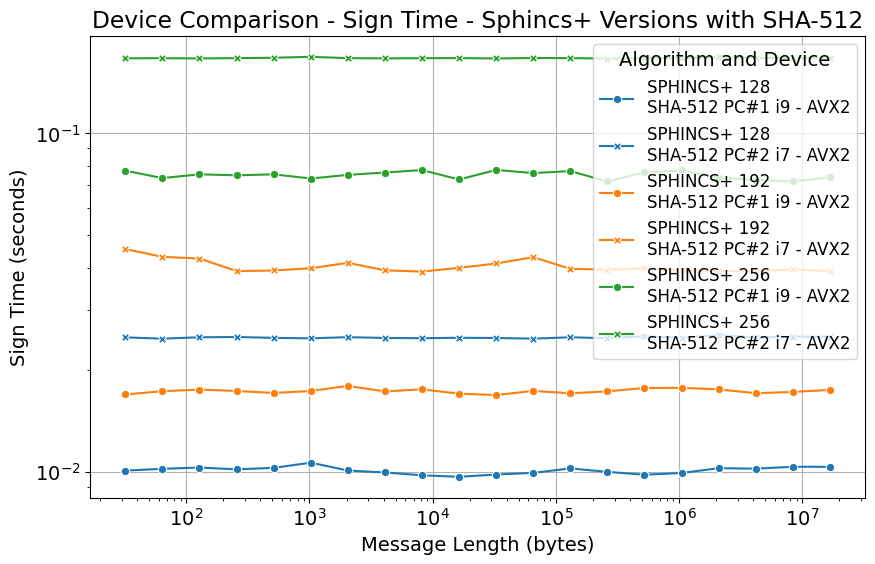 Device Comparison - Sign Time - Sphincs+ Versions with SHA-512
Sign Time (seconds)
10⁻¹
10⁻²
10² 10³ 10⁴ 10⁵ 10⁶ 10⁷
Message Length (bytes)
Algorithm and Device
SPHINCS+ 128
SHA-512 PC#1 i9 - AVX2
SPHINCS+ 128
SHA-512 PC#2 i7 - AVX2
SPHINCS+ 192
SHA-512 PC#1 i9 - AVX2
SPHINCS+ 192
SHA-512 PC#2 i7 - AVX2
SPHINCS+ 256
SHA-512 PC#1 i9 - AVX2
SPHINCS+ 256
SHA-512 PC#2 i7 - AVX2